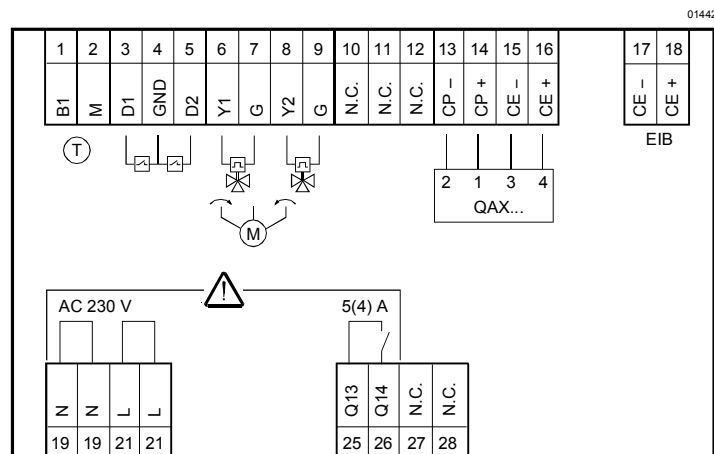 01442
1 2 3 4 5 6 7 8 9 10 11 12 13 14 15 16 17 18
B1 M D1 GND D2 Y1 G Y2 G N.C. N.C. N.C. CP – CP + CE – CE + CE – CE +
T EIB
2 1 3 4
QAX...
M
!
AC 230 V 5(4) A
N N L L Q13 Q14 N.C. N.C.
19 19 21 21 25 26 27 28